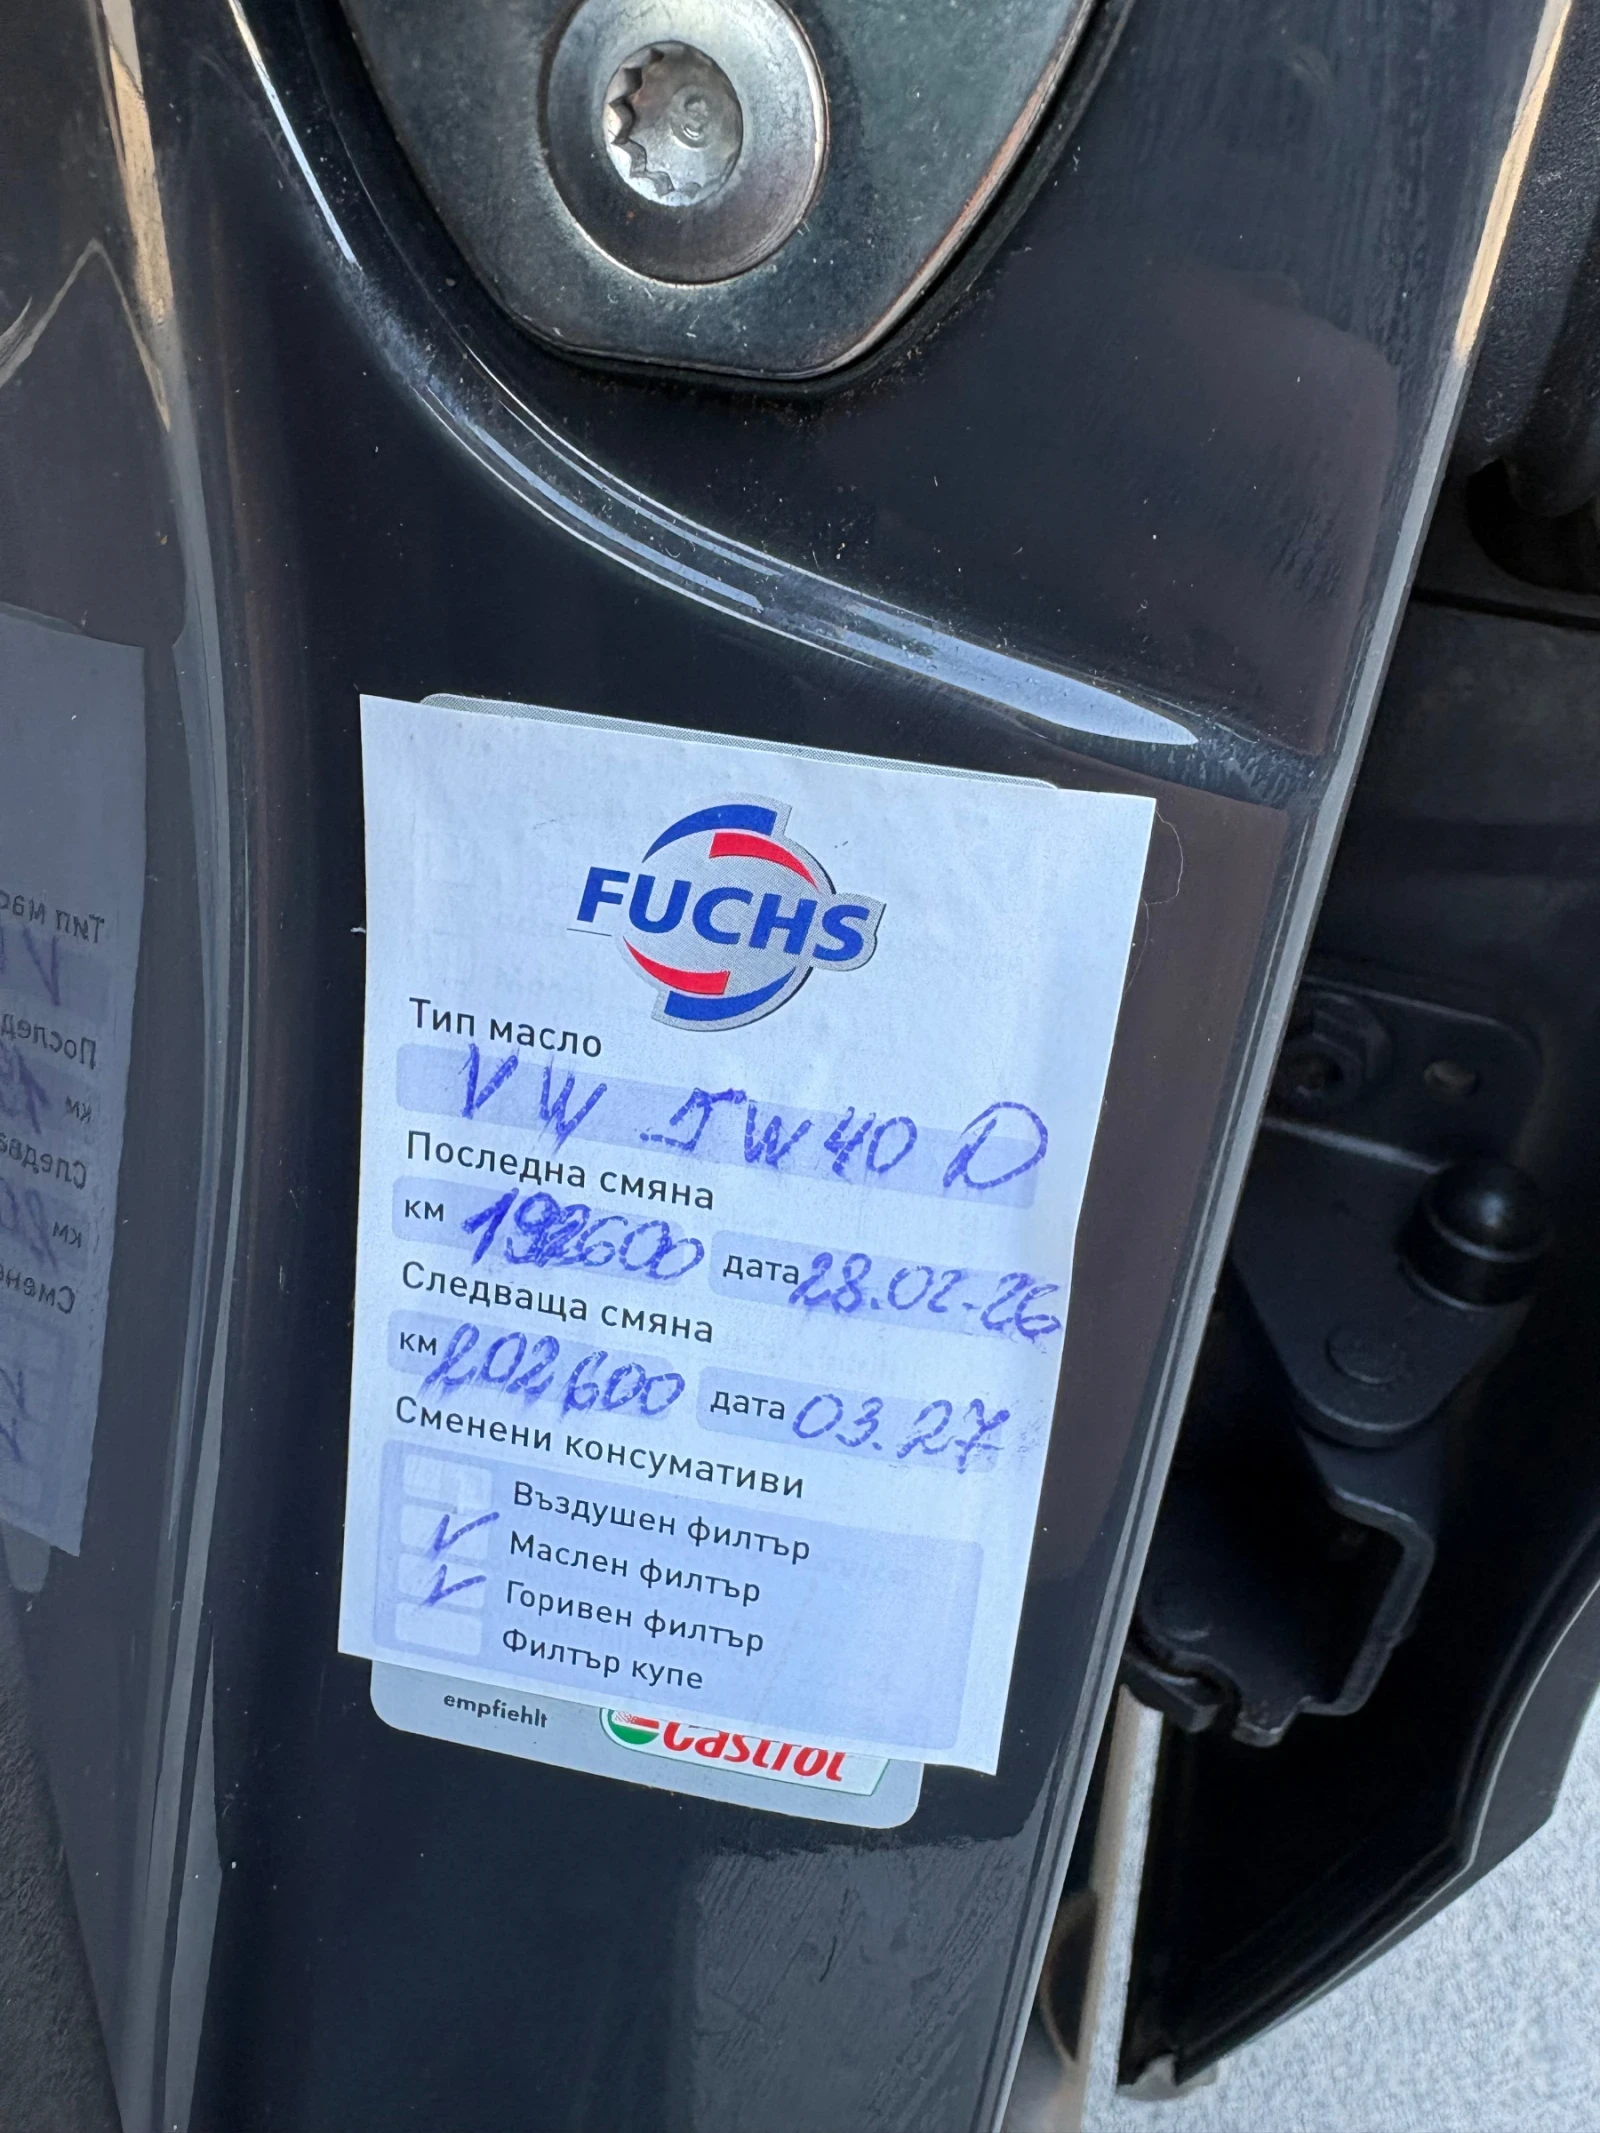 FUCHS
Тип масло
VW 5W40 D
Последна смяна
км 192600 дата 28.02.26
Следваща смяна
км 202600 дата 03.27
Сменени консумативи
Въздушен филтър
Маслен филтър
Горивен филтър
Филтър купе
empfiehlt Castrol